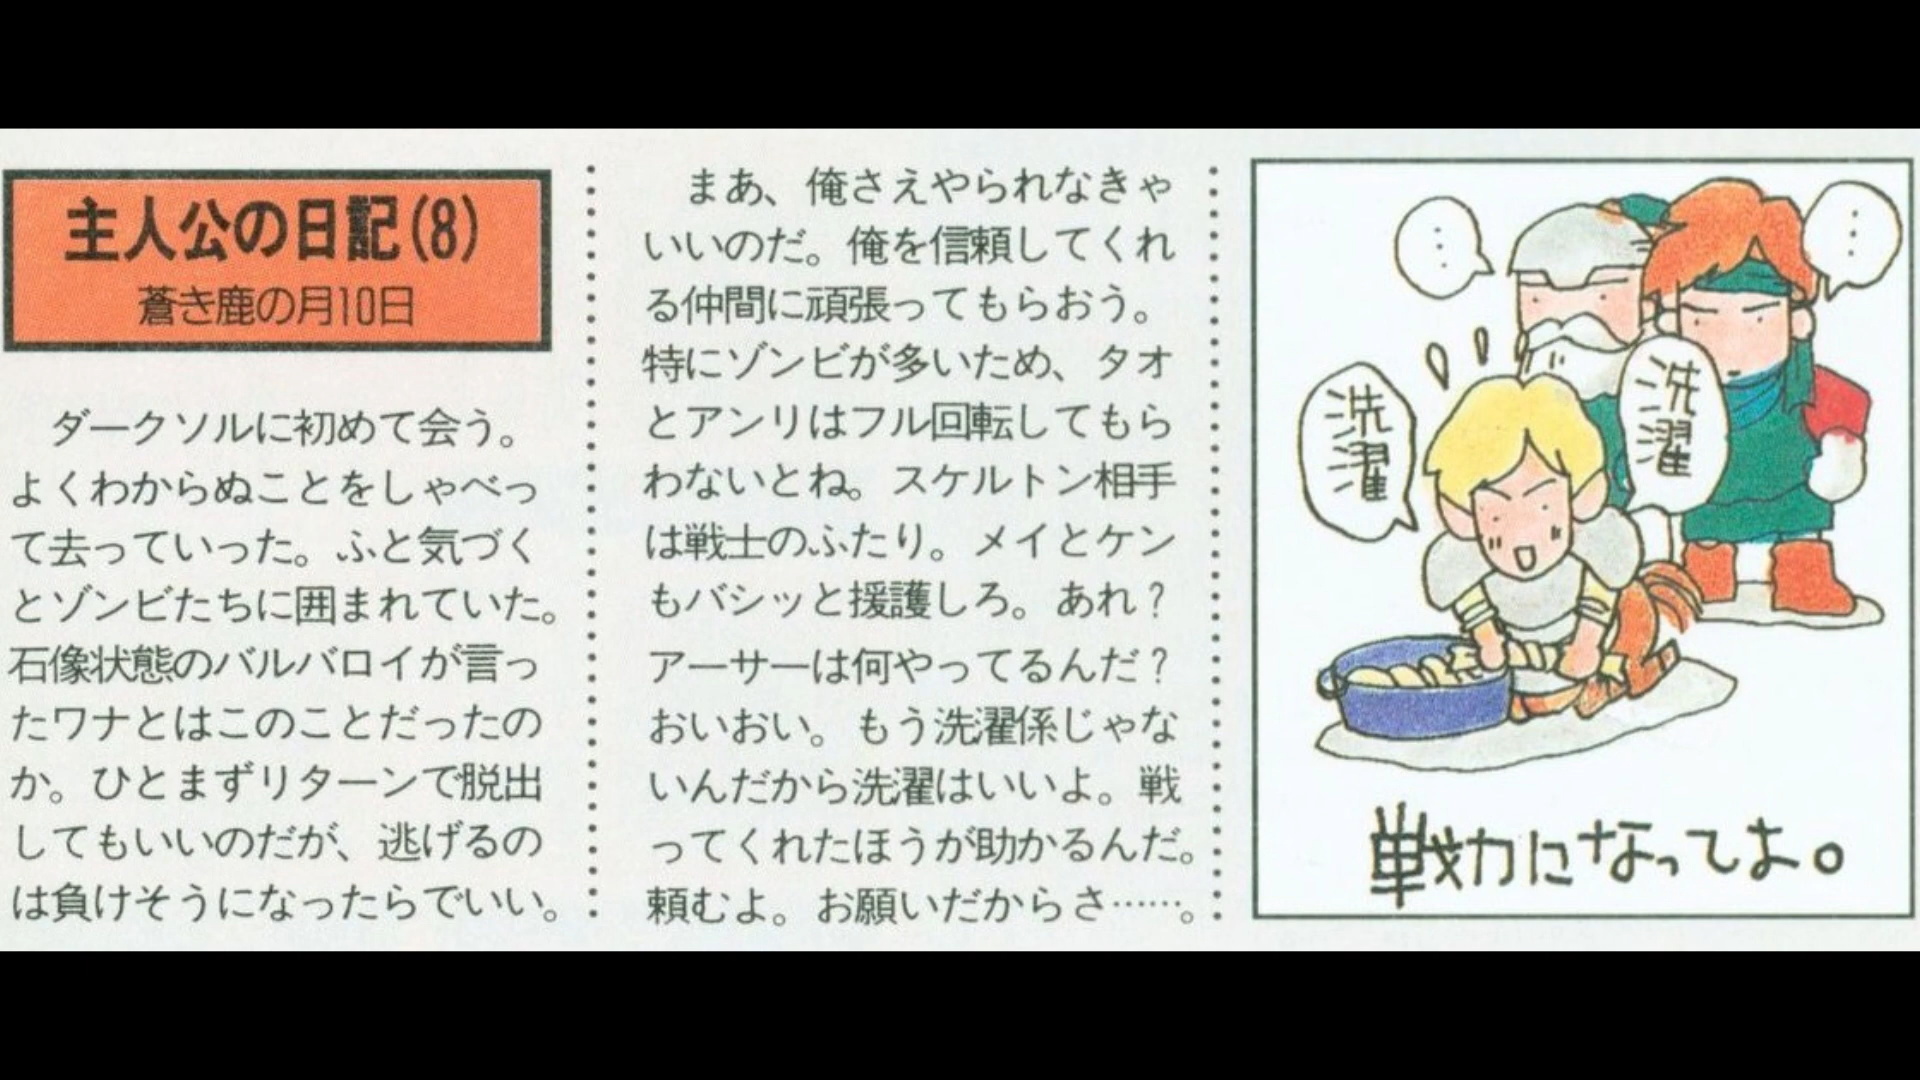 主人公の日記(8)
蒼き鹿の月10日
ダークソルに初めて会う。
よくわからぬことをしゃべっ
て去っていった。ふと気づく
とゾンビたちに囲まれていた。
石像状態のバルバロイが言っ
たワナとはこのことだったの
か。ひとまずリターンで脱出
してもいいのだが、逃げるの
は負けそうになったらでいい。
まあ、俺さえやられなきゃ
いいのだ。俺を信頼してくれ
る仲間に頑張ってもらおう。
特にゾンビが多いため、タオ
とアンリはフル回転してもら
わないとね。スケルトン相手
は戦士のふたり。メイとケン
もバシッと援護しろ。あれ?
アーサーは何やってるんだ?
おいおい。もう洗濯係じゃな
いんだから洗濯はいいよ。戦
ってくれたほうが助かるんだ。
頼むよ。お願いだからさ……。
…
…
洗濯
洗濯
戦力になってよ。